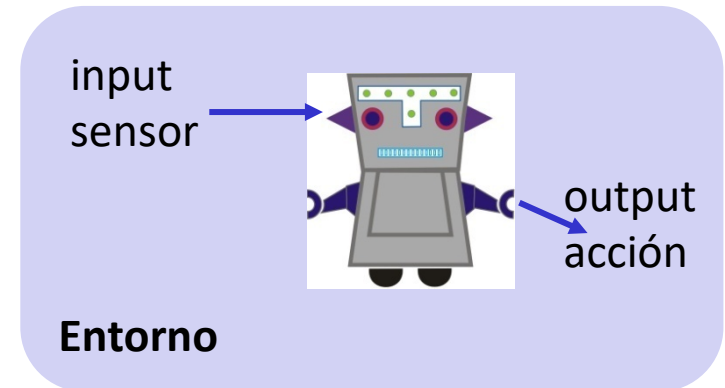 input
sensor
output
acción
Entorno